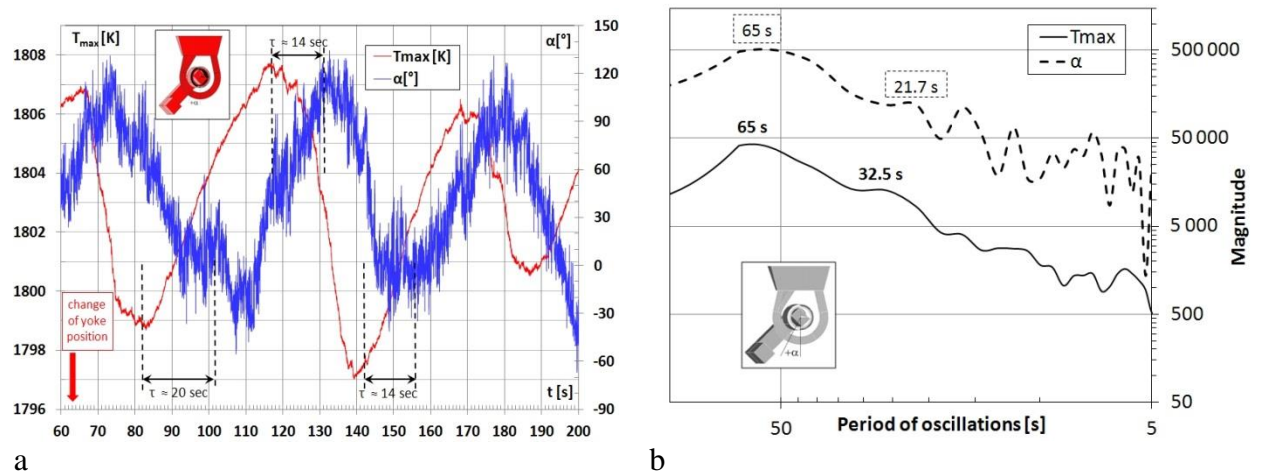 T max [K]
α[°]
150
1808
τ ≈ 14 sec
Tmax [K]
α[°]
120
1806
+α
90
1804
60
1802
30
1800
0
change
of yoke
position
-30
1798
-60
τ ≈ 20 sec
τ ≈ 14 sec
t [s]
1796
-90
60 70 80 90 100 110 120 130 140 150 160 170 180 190 200
a
65 s
Tmax
α
500 000
21.7 s
50 000
65 s
32.5 s
5 000
Magnitude
+α
500
50
50
Period of oscillations [s]
5
b